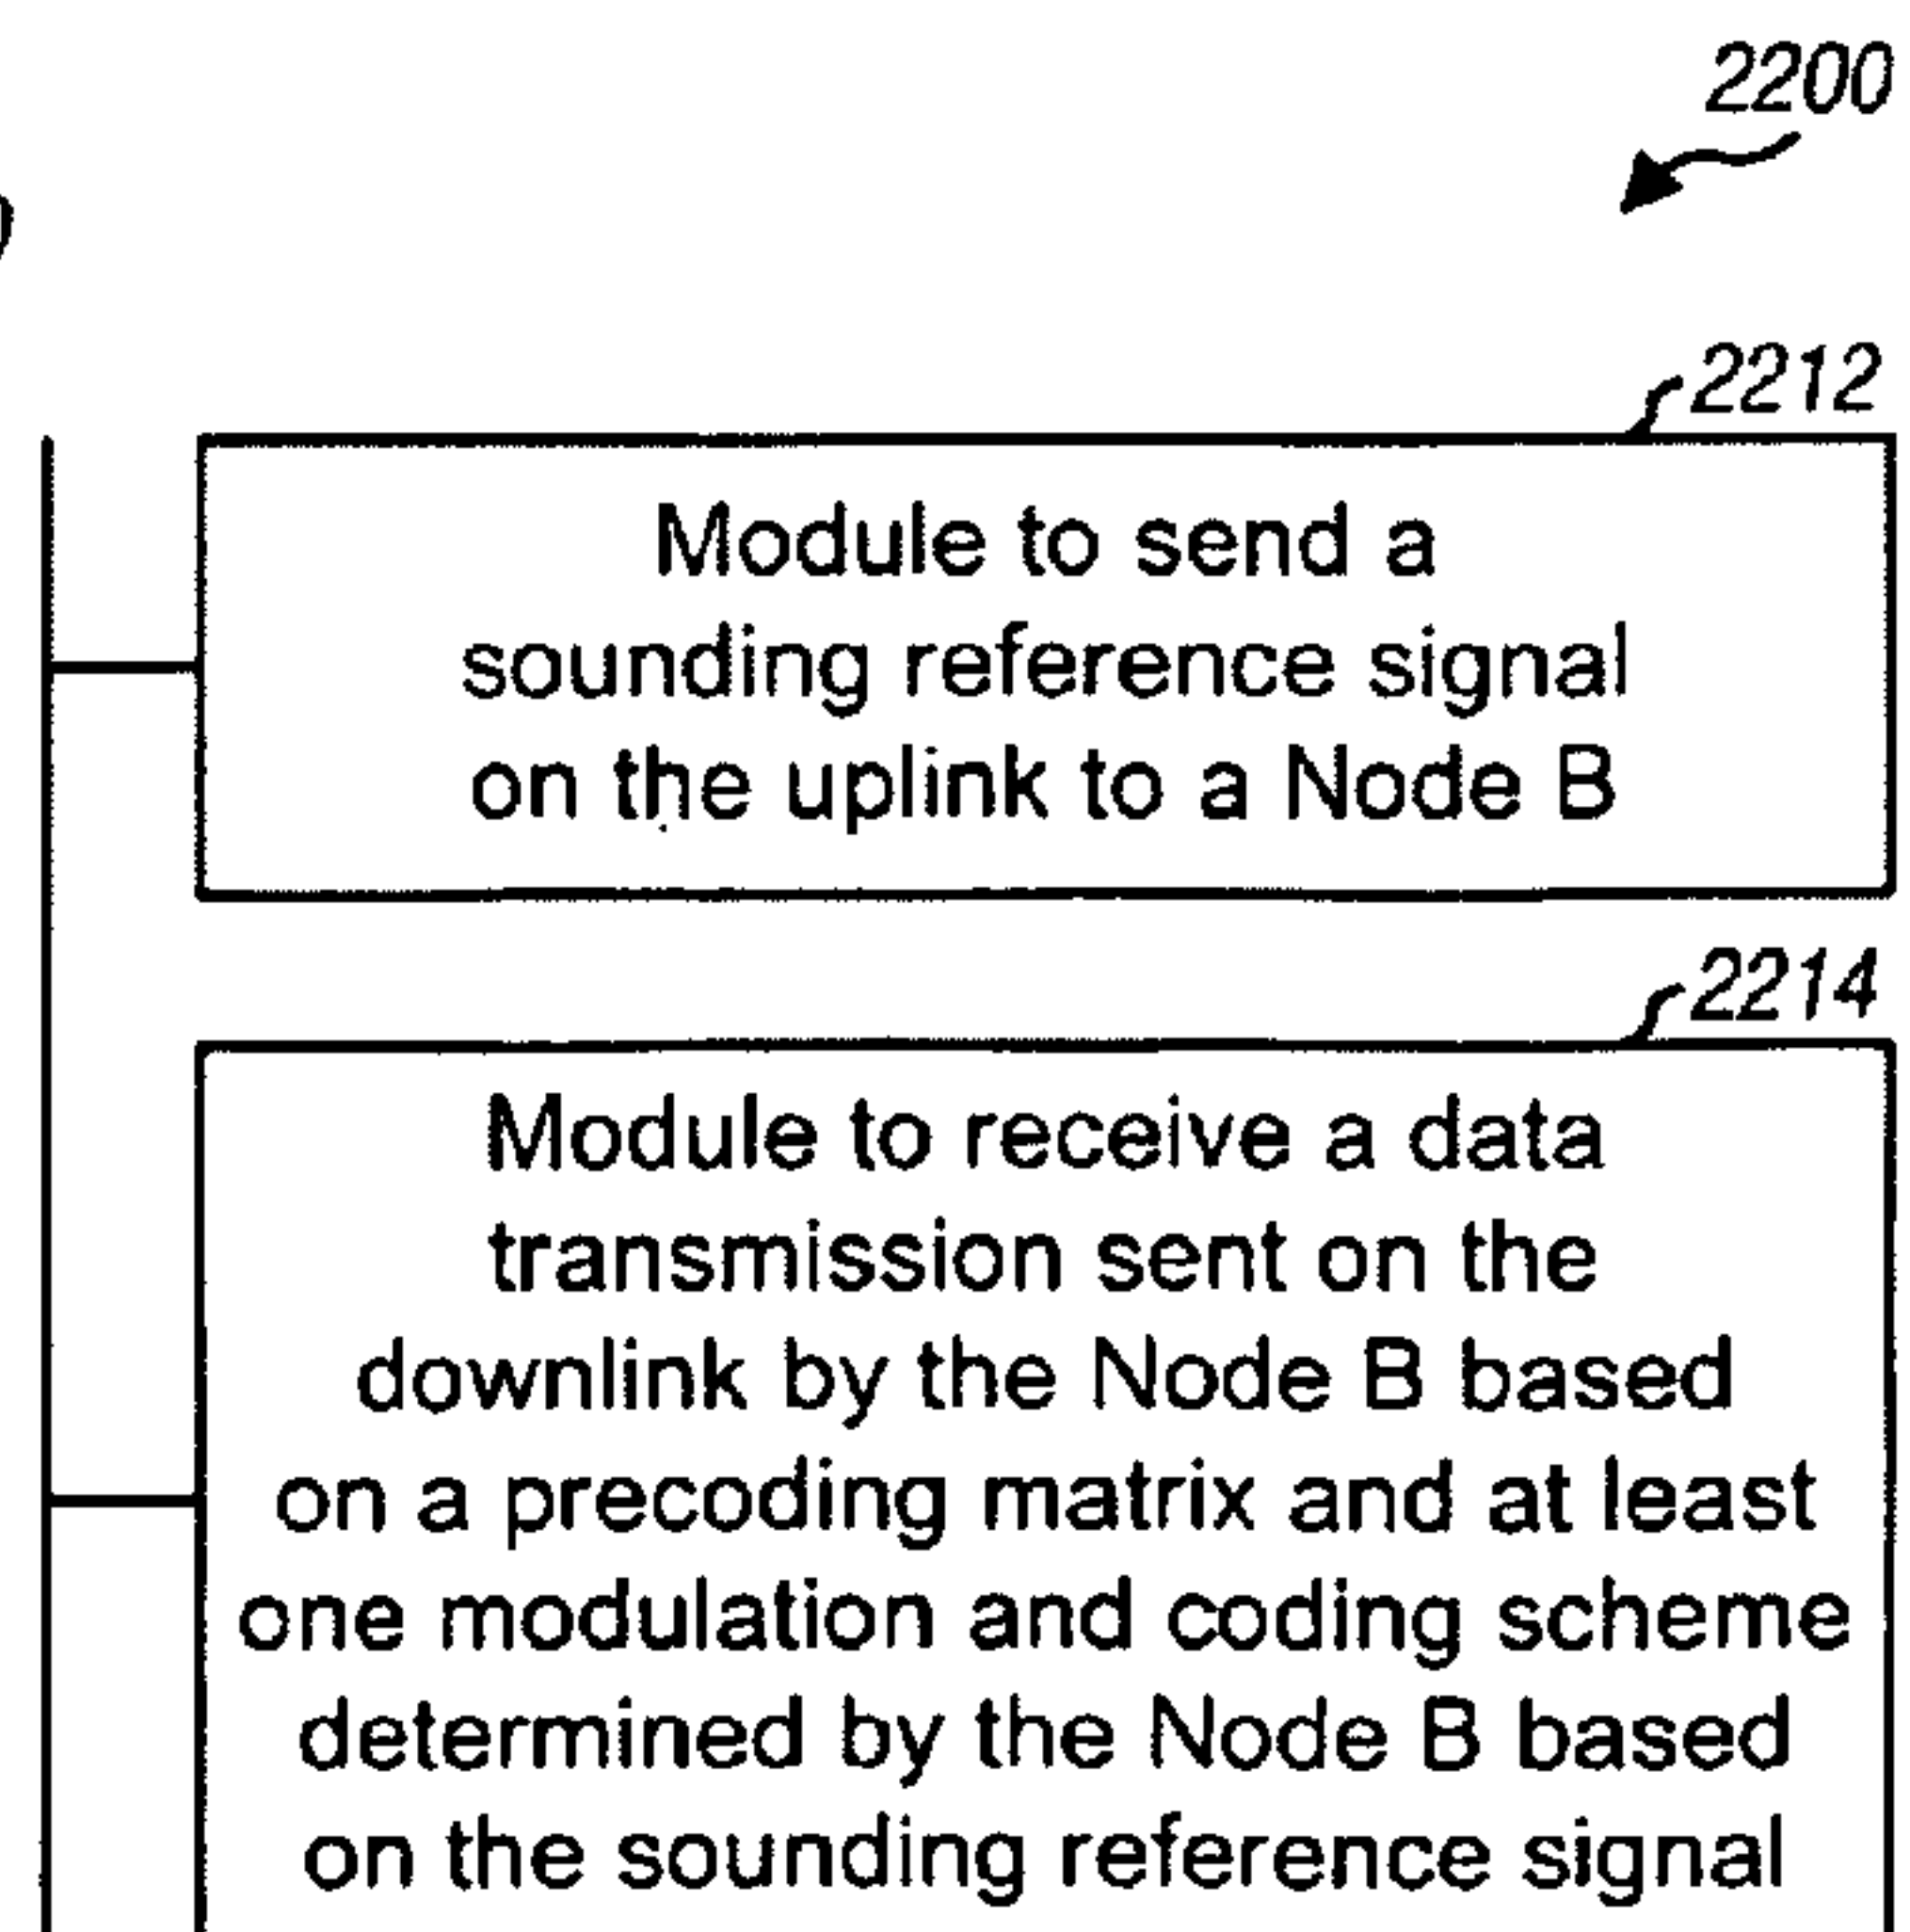 2200
2212
Module to send a
sounding reference signal
on the uplink to a Node B
2214
Module to receive a data
transmission sent on the
downlink by the Node B based
on a precoding matrix and at least
one modulation and coding scheme
determined by the Node B based
on the sounding reference signal